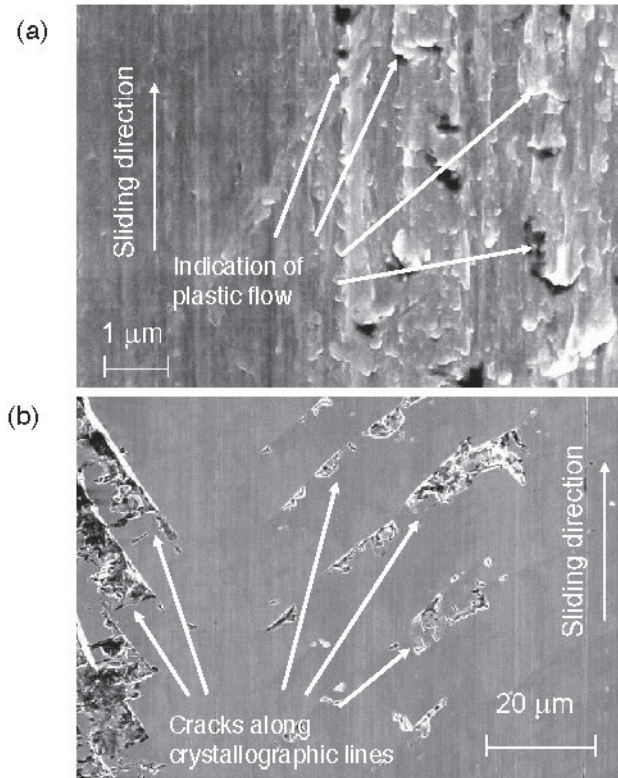 (a)
Sliding direction
Indication of
plastic flow
1 μm
(b)
Sliding direction
Cracks along
crystallographic lines
20 μm